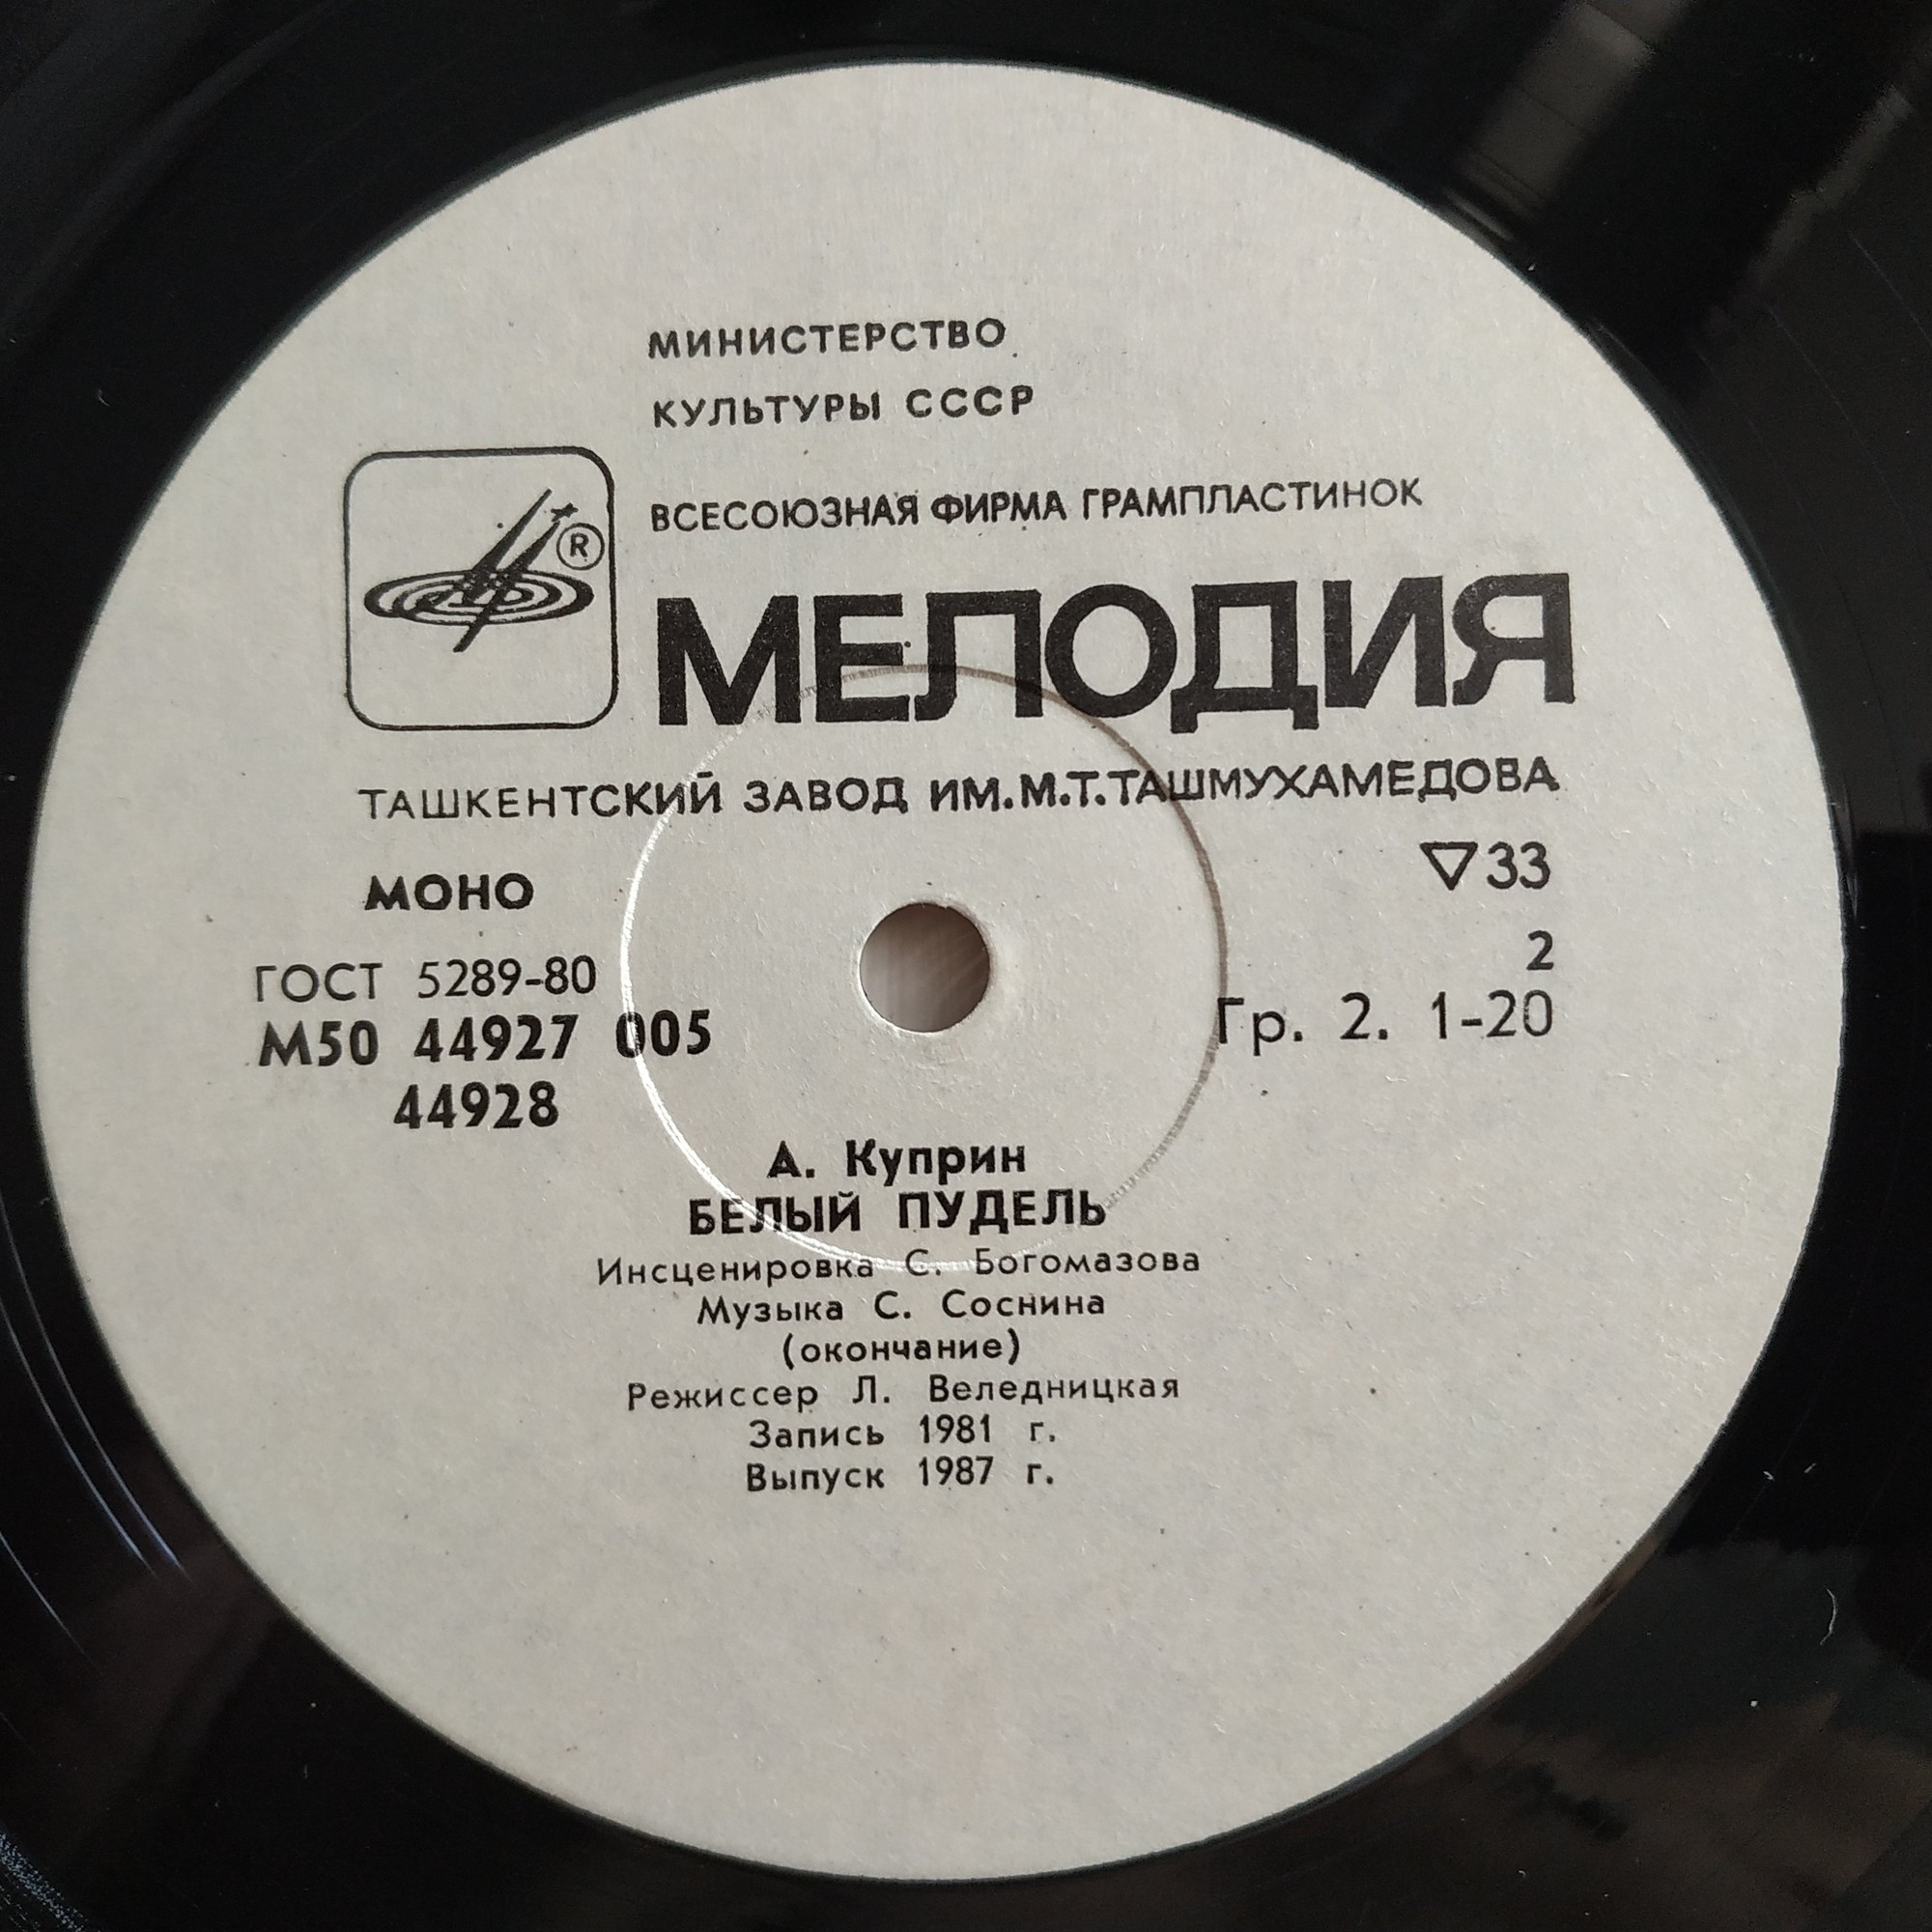 МИНИСТЕРСТВО
КУЛЬТУРЫ СССР
ВСЕСОЮЗНАЯ ФИРМА ГРАМПЛАСТИНОК
®
МЕЛОДИЯ
ТАШКЕНТСКИЙ ЗАВОД ИМ.М.Т.ТАШМУХАМЕДОВА
МОНО
▽33
ГОСТ 5289-80
2
М50 44927 005
Гр. 2. 1-20
44928
А. Куприн
БЕЛЫЙ ПУДЕЛЬ
Инсценировка С. Богомазова
Музыка С. Соснина
(окончание)
Режиссер Л. Веледницкая
Запись 1981 г.
Выпуск 1987 г.